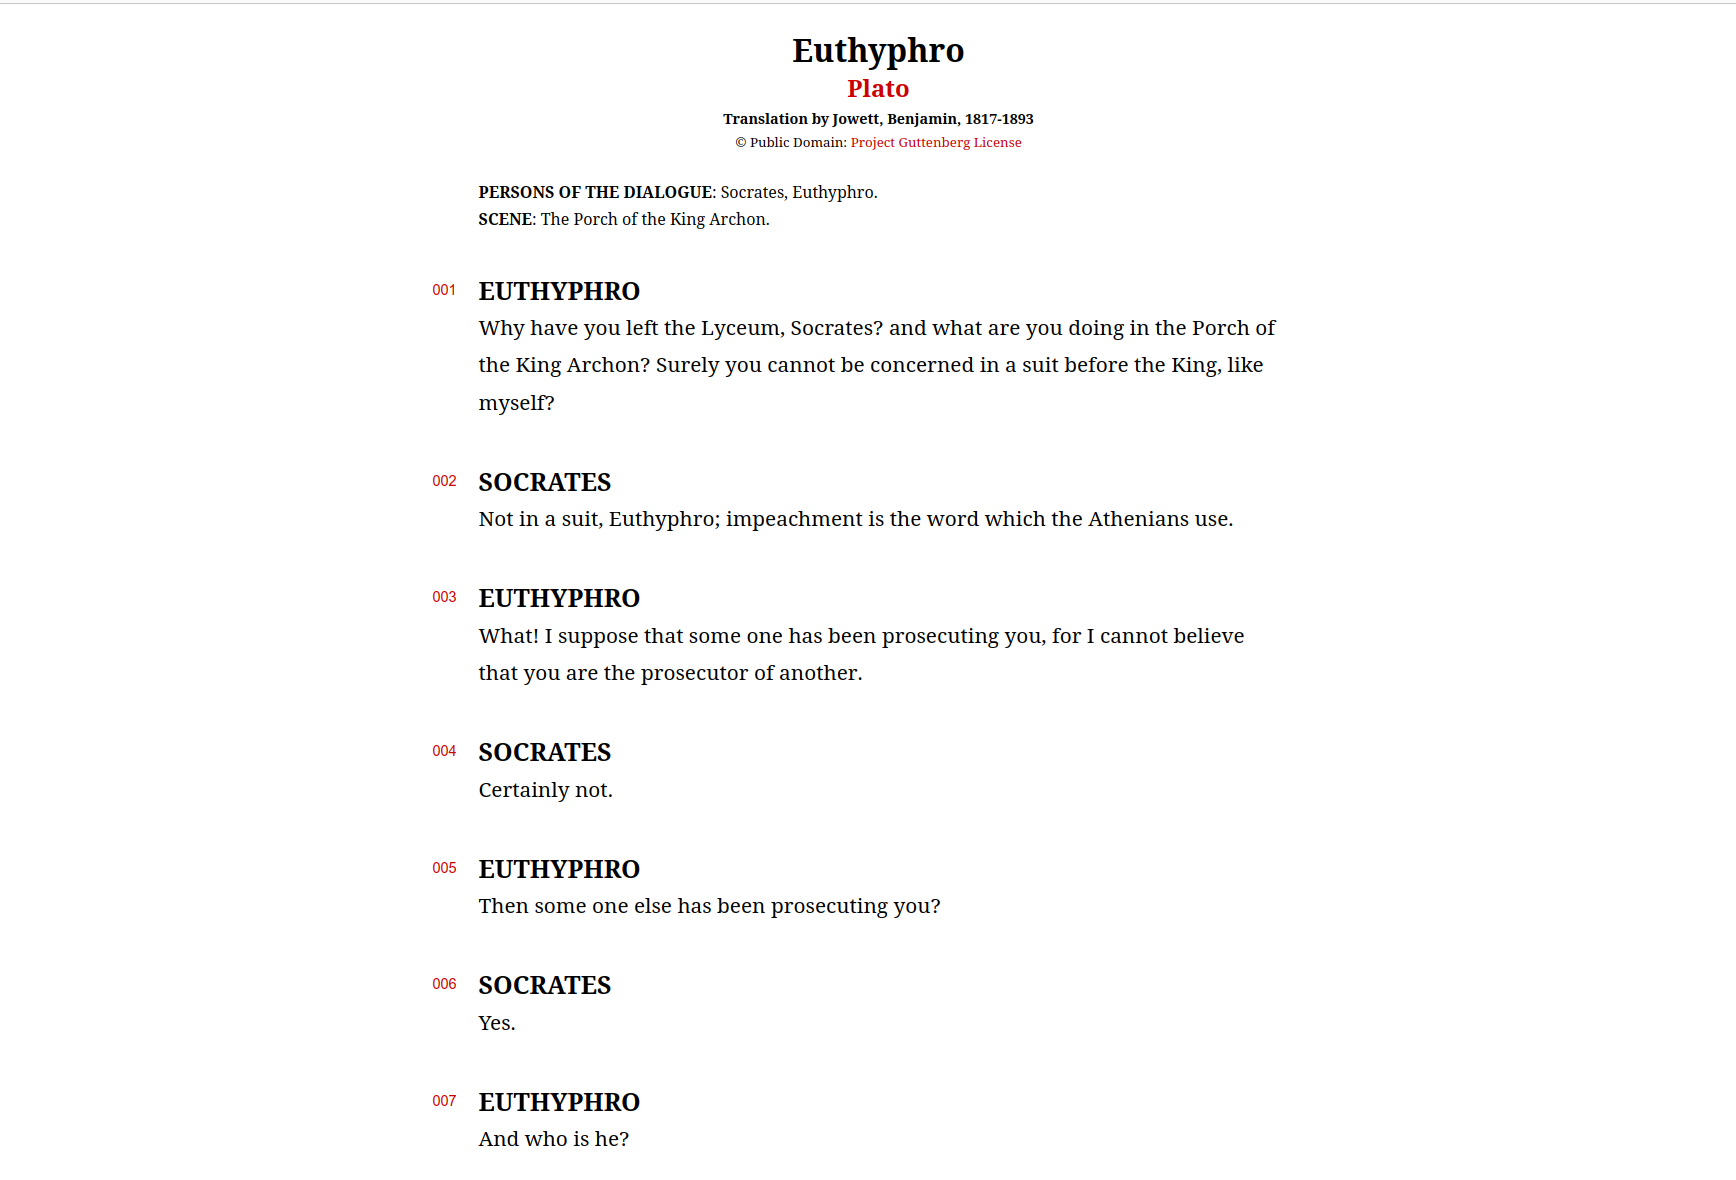 Euthyphro
Plato
Translation by Jowett, Benjamin, 1817-1893
© Public Domain: Project Guttenberg License
PERSONS OF THE DIALOGUE: Socrates, Euthyphro.
SCENE: The Porch of the King Archon.
001 EUTHYPHRO
Why have you left the Lyceum, Socrates? and what are you doing in the Porch of
the King Archon? Surely you cannot be concerned in a suit before the King, like
myself?
002 SOCRATES
Not in a suit, Euthyphro; impeachment is the word which the Athenians use.
003 EUTHYPHRO
What! I suppose that some one has been prosecuting you, for I cannot believe
that you are the prosecutor of another.
004 SOCRATES
Certainly not.
005 EUTHYPHRO
Then some one else has been prosecuting you?
006 SOCRATES
Yes.
007 EUTHYPHRO
And who is he?